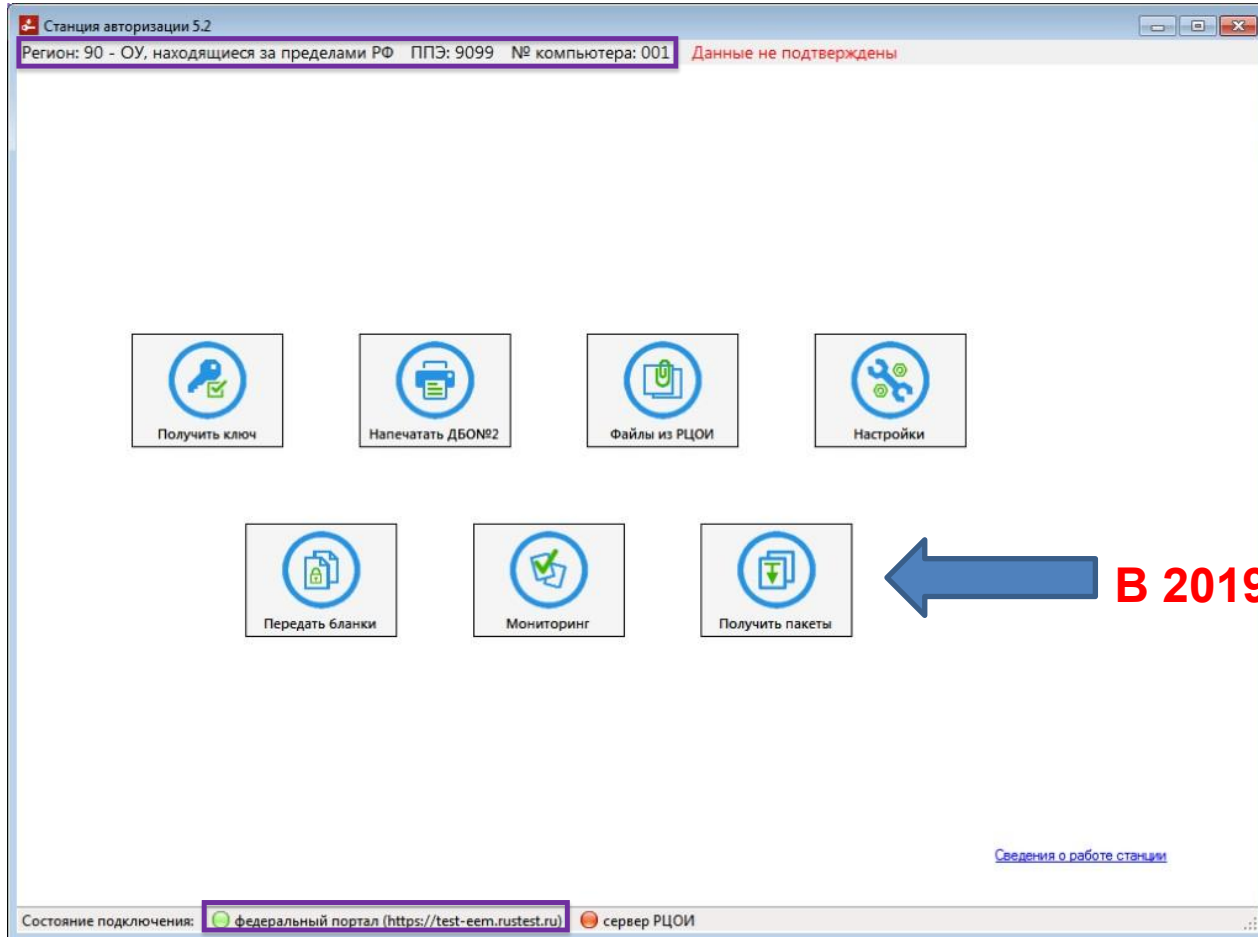 Станция авторизации 5.2
Регион: 90 - ОУ, находящиеся за пределами РФ ППЭ: 9099 № компьютера: 001 Данные не подтверждены
Получить ключ
Напечатать ДБО№2
Файлы из РЦОИ
Настройки
Передать бланки
Мониторинг
Получить пакеты
В 2019
Сведения о работе станции
Состояние подключения: федеральный портал (https://test-eem.rustest.ru) сервер РЦОИ